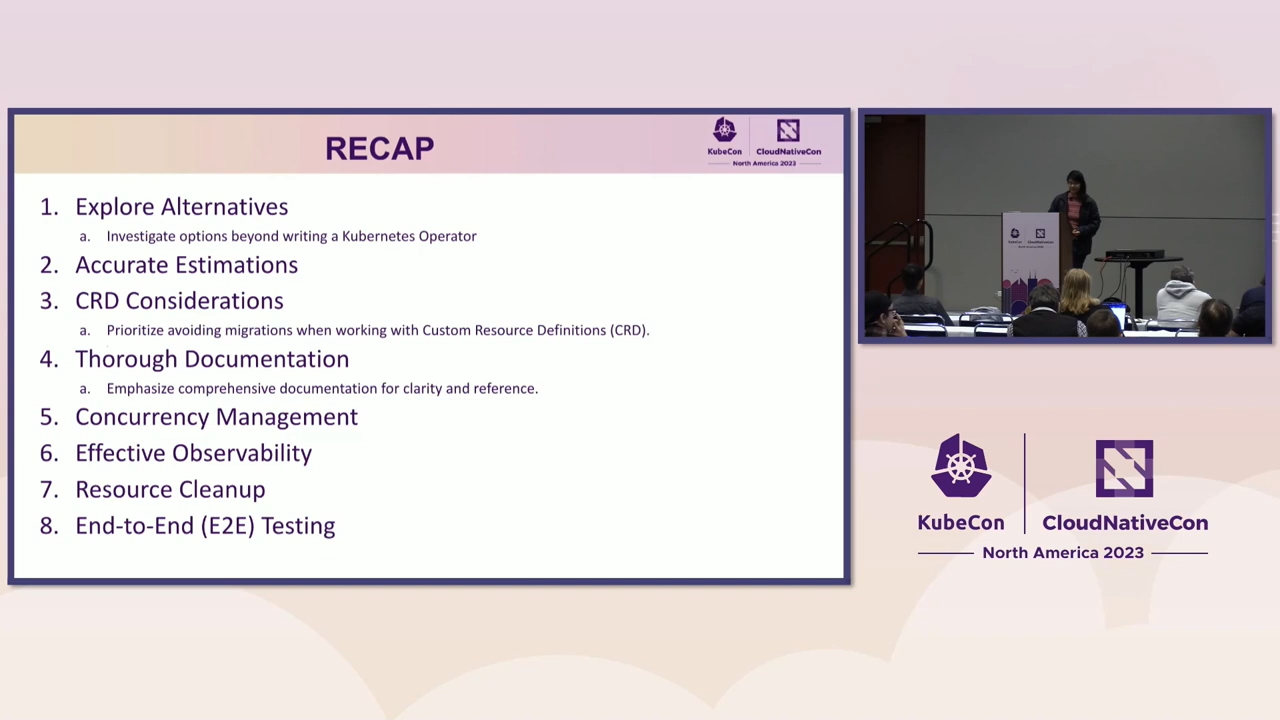 RECAP
KubeCon
CloudNativeCon
North America 2023
1. Explore Alternatives
a. Investigate options beyond writing a Kubernetes Operator
2. Accurate Estimations
3. CRD Considerations
a. Prioritize avoiding migrations when working with Custom Resource Definitions (CRD).
4. Thorough Documentation
a. Emphasize comprehensive documentation for clarity and reference.
5. Concurrency Management
6. Effective Observability
7. Resource Cleanup
8. End-to-End (E2E) Testing
KubeCon
CloudNativeCon
North America 2023